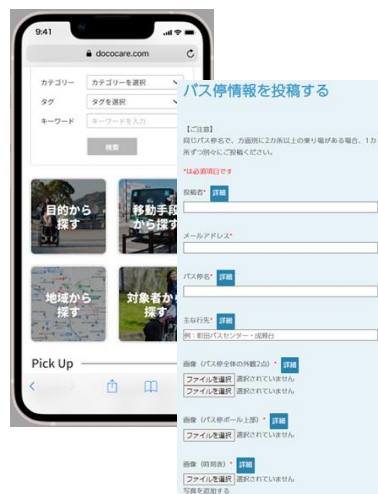 9:41
dococare.com
カテゴリー カテゴリーを選択
タグ タグを選択
キーワード キーワードを入力
検索
目的から
探す
移動手段
から探す
地域から
探す
対象者か
探す
Pick Up
バス停情報を投稿する
【ご注意】
同じバス停名で、方面別に2カ所以上の乗り場がある場合、1カ
所ずつ別々にご投稿ください。
*は必須項目です
投稿者* 詳細
メールアドレス*
バス停名* 詳細
主な行先* 詳細
例：町田バスセンター・成瀬台
画像（バス停全体の外観2点）* 詳細
ファイルを選択 選択されていません
ファイルを選択 選択されていません
画像（バス停ポール上部）* 詳細
ファイルを選択 選択されていません
画像（時刻表）* 詳細
ファイルを選択 選択されていません
写真を追加する